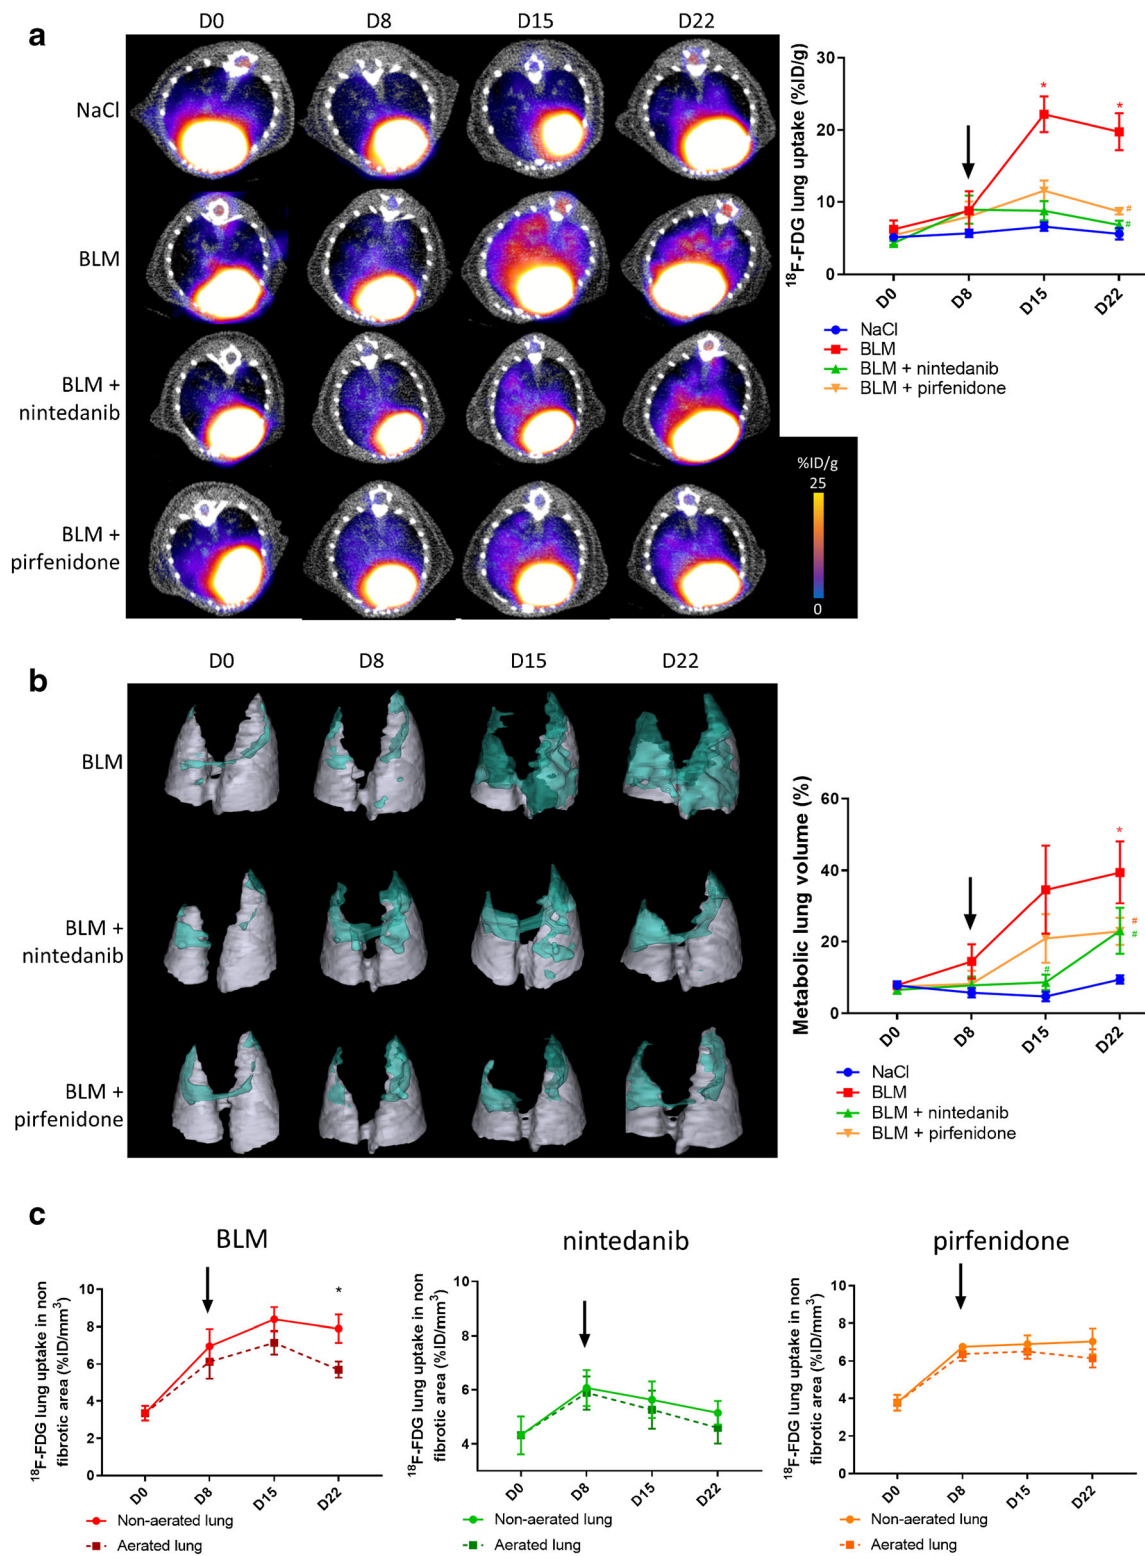 a
D0
D8
D15
D22
NaCl
BLM
BLM +
nintedanib
BLM +
pirfenidone
%ID/g
25
0
18F-FDG lung uptake (%ID/g)
30
20
10
0
*
*
#
#
D0
D8
D15
D22
NaCl
BLM
BLM + nintedanib
BLM + pirfenidone
b
D0
D8
D15
D22
BLM
BLM +
nintedanib
BLM +
pirfenidone
Metabolic lung volume (%)
60
40
20
0
*
#
#
#
D0
D8
D15
D22
NaCl
BLM
BLM + nintedanib
BLM + pirfenidone
c
BLM
18F-FDG lung uptake in non
fibrotic area (%ID/mm3)
10
8
6
4
2
0
*
D0
D8
D15
D22
Non-aerated lung
Aerated lung
nintedanib
18F-FDG lung uptake in non
fibrotic area (%ID/mm3)
10
8
6
4
D0
D8
D15
D22
Non-aerated lung
Aerated lung
pirfenidone
18F-FDG lung uptake in non
fibrotic area (%ID/mm3)
10
8
6
4
2
0
D0
D8
D15
D22
Non-aerated lung
Aerated lung